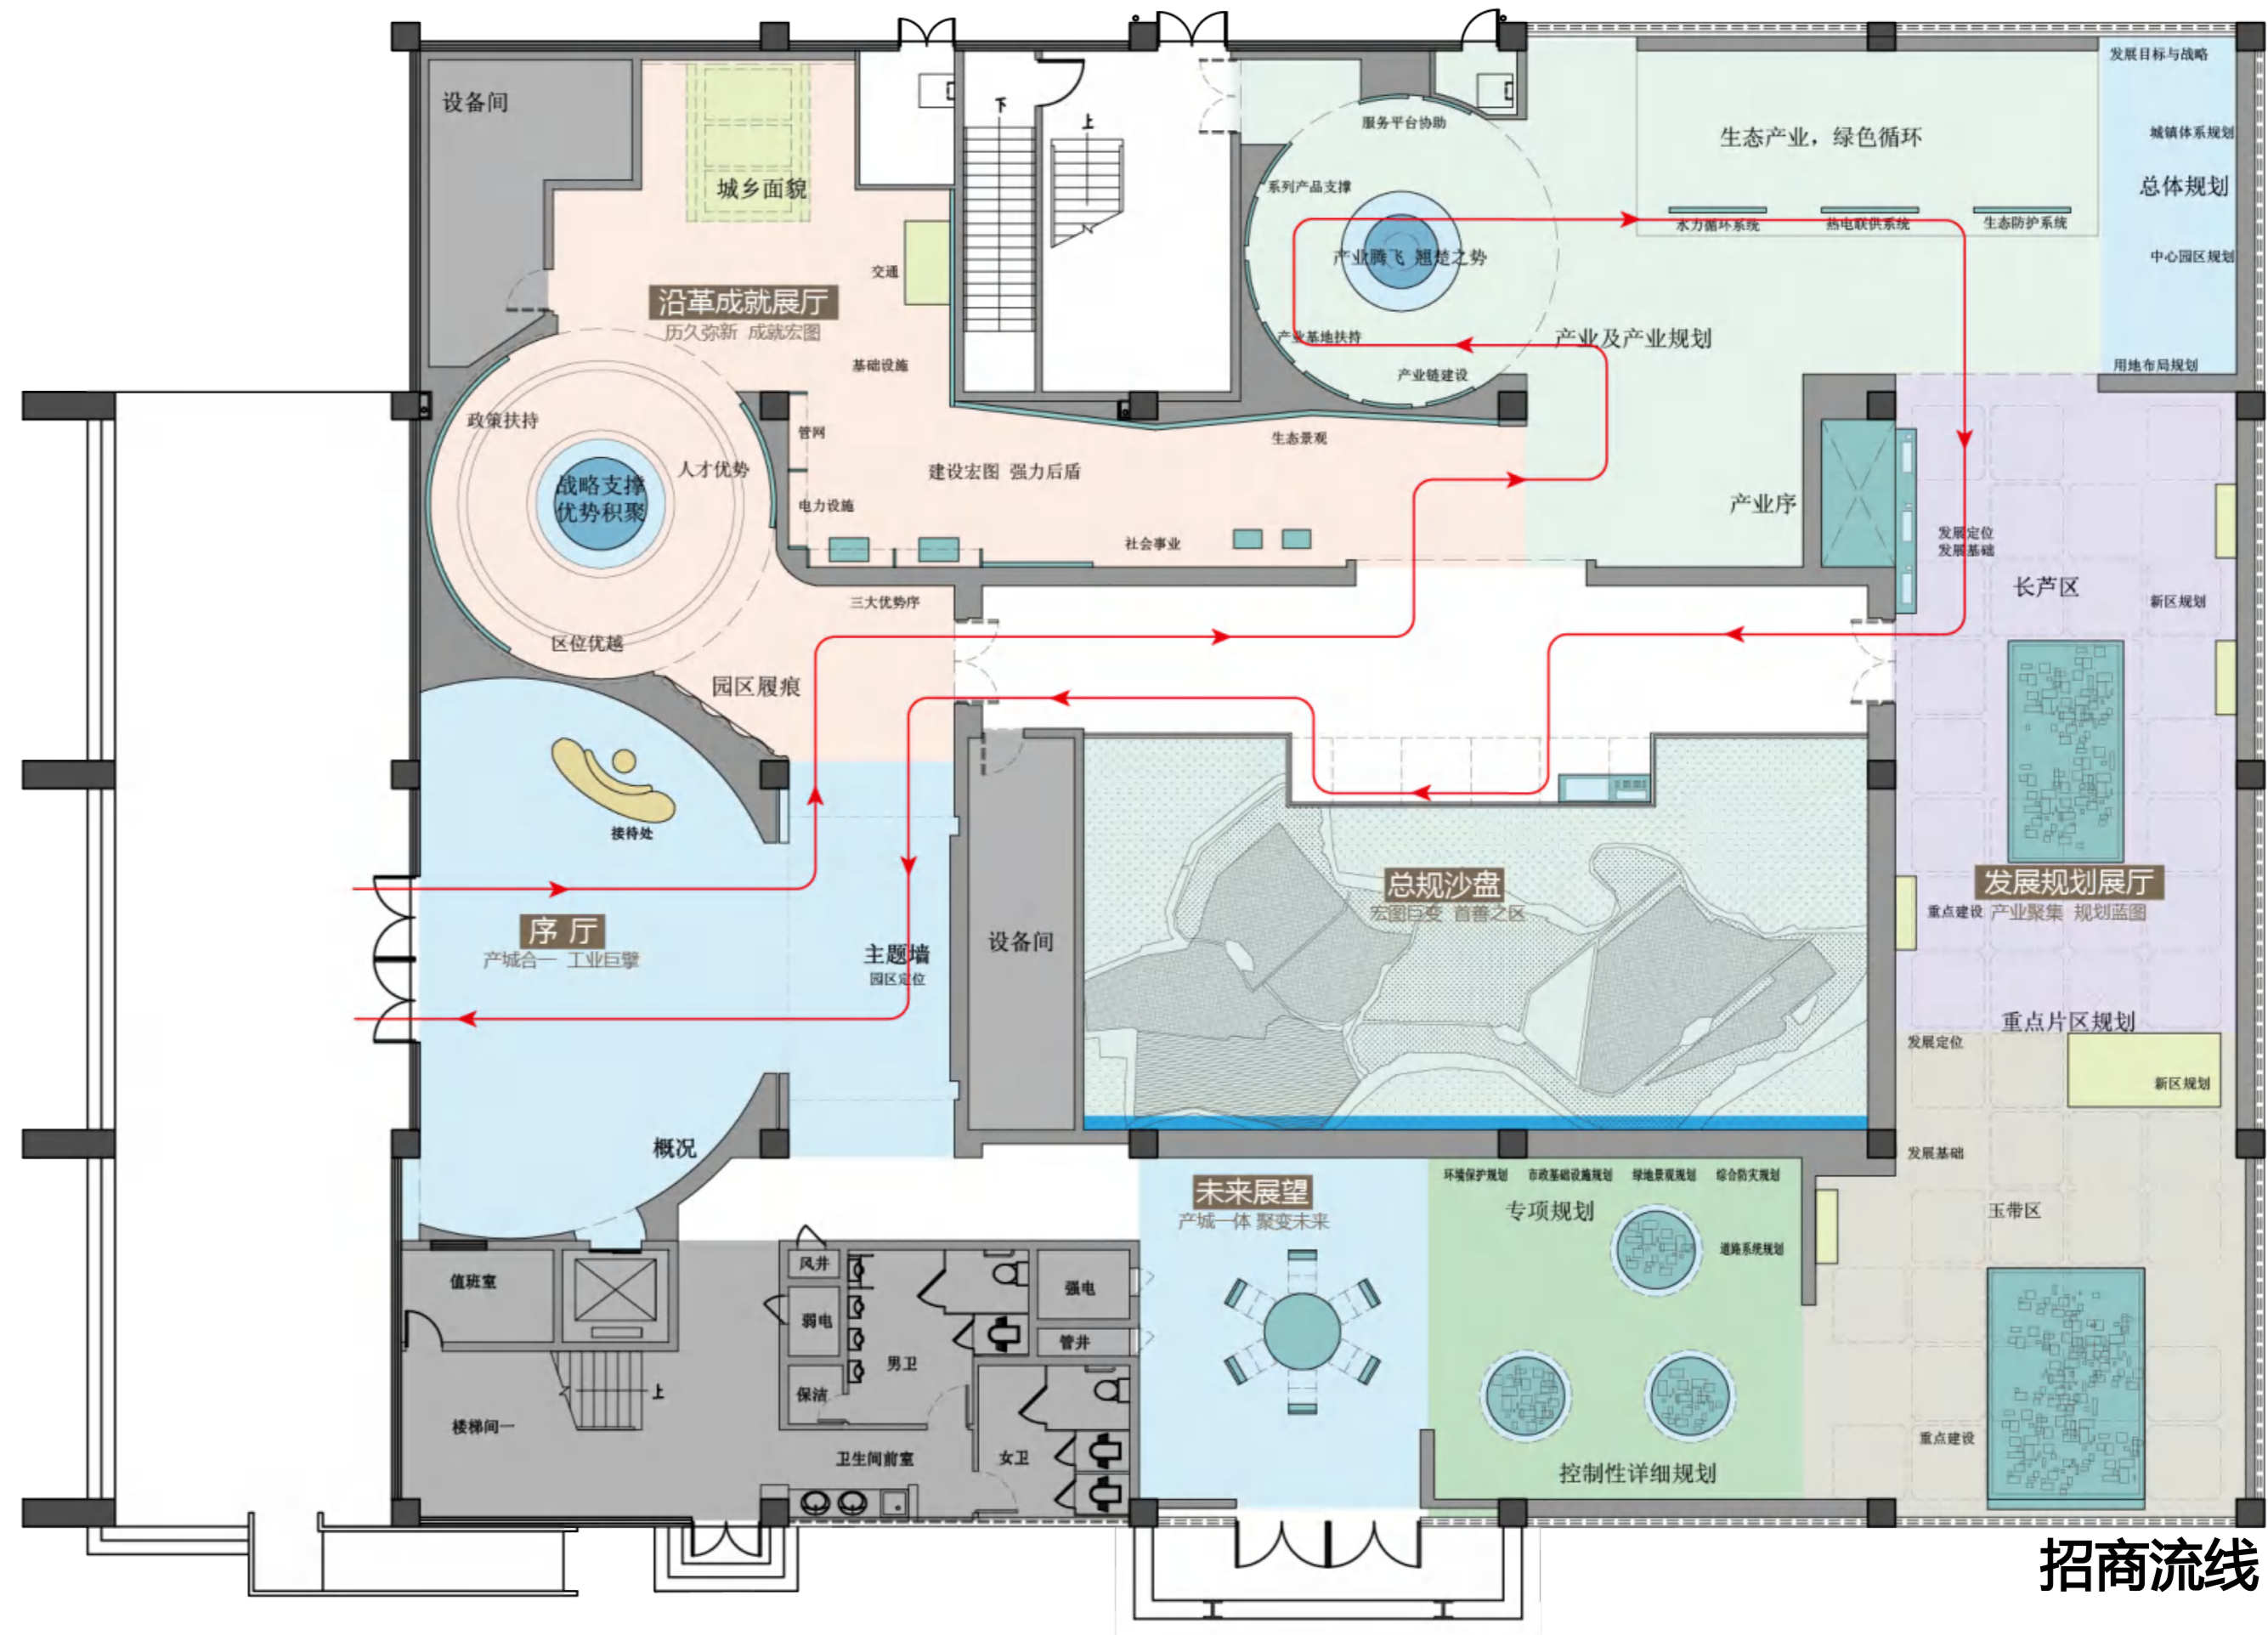 设备间
城乡面貌
交通
沿革成就展厅
历久弥新 成就宏图
基础设施
下
上
服务平台协助
系列产品支撑
产业腾飞 翘楚之势
产业基地扶持
产业链建设
生态产业，绿色循环
水力循环系统
热电联供系统
生态防护系统
发展目标与战略
城镇体系规划
总体规划
中心园区规划
用地布局规划
产业及产业规划
产业序
政策扶持
人才优势
战略支撑
优势积聚
区位优越
管网
电力设施
建设宏图 强力后盾
生态景观
社会事业
三大优势序
园区履痕
发展定位
发展基础
长芦区
新区规划
接待处
序厅
产城合一 工业巨擘
主题墙
园区定位
设备间
总规沙盘
宏图巨变 首善之区
重点建设
发展规划展厅
产业聚集 规划蓝图
重点片区规划
发展定位
新区规划
发展基础
玉带区
重点建设
概况
未来展望
产城一体 聚变未来
环境保护规划
市政基础设施规划
绿地景观规划
综合防灾规划
专项规划
道路系统规划
控制性详细规划
值班室
风井
弱电
强电
管井
男卫
保洁
上
楼梯间一
卫生间前室
女卫
招商流线